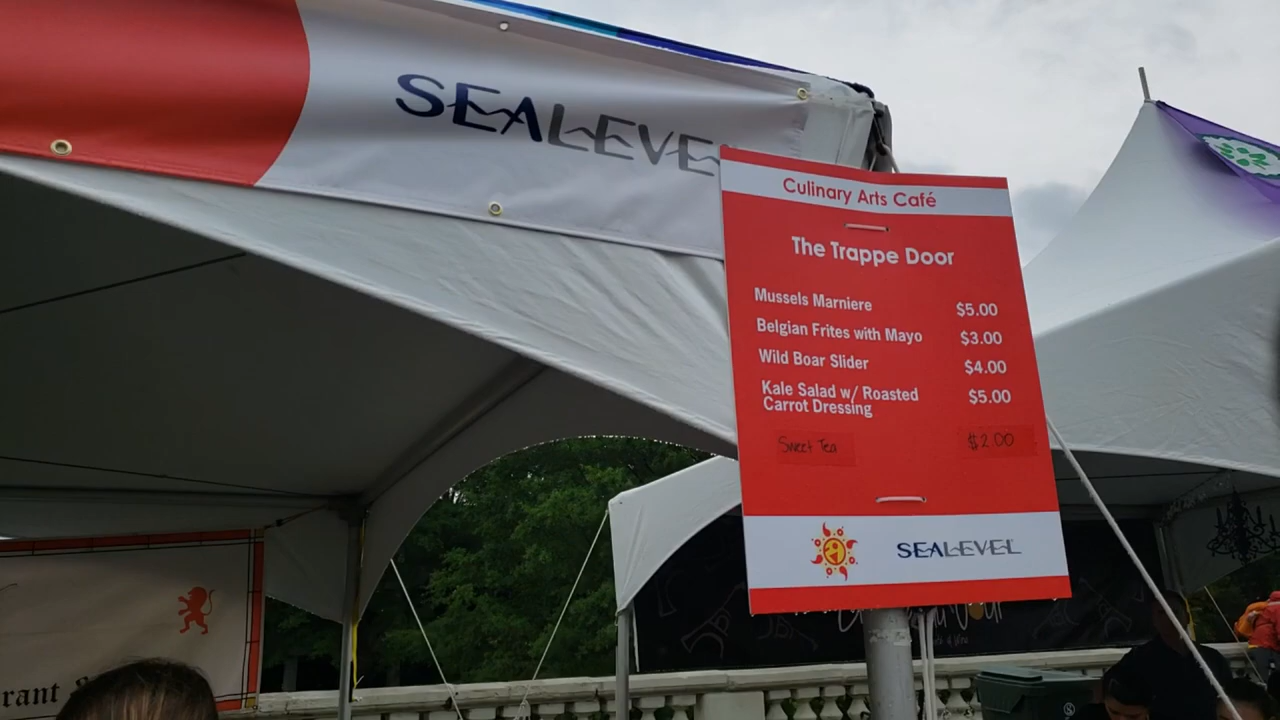 SEALEVEL
Culinary Arts Café
The Trappe Door
Mussels Marniere $5.00
Belgian Frites with Mayo $3.00
Wild Boar Slider $4.00
Kale Salad w/ Roasted $5.00
Carrot Dressing
Sweet Tea $2.00
SEALEVEL
rant &